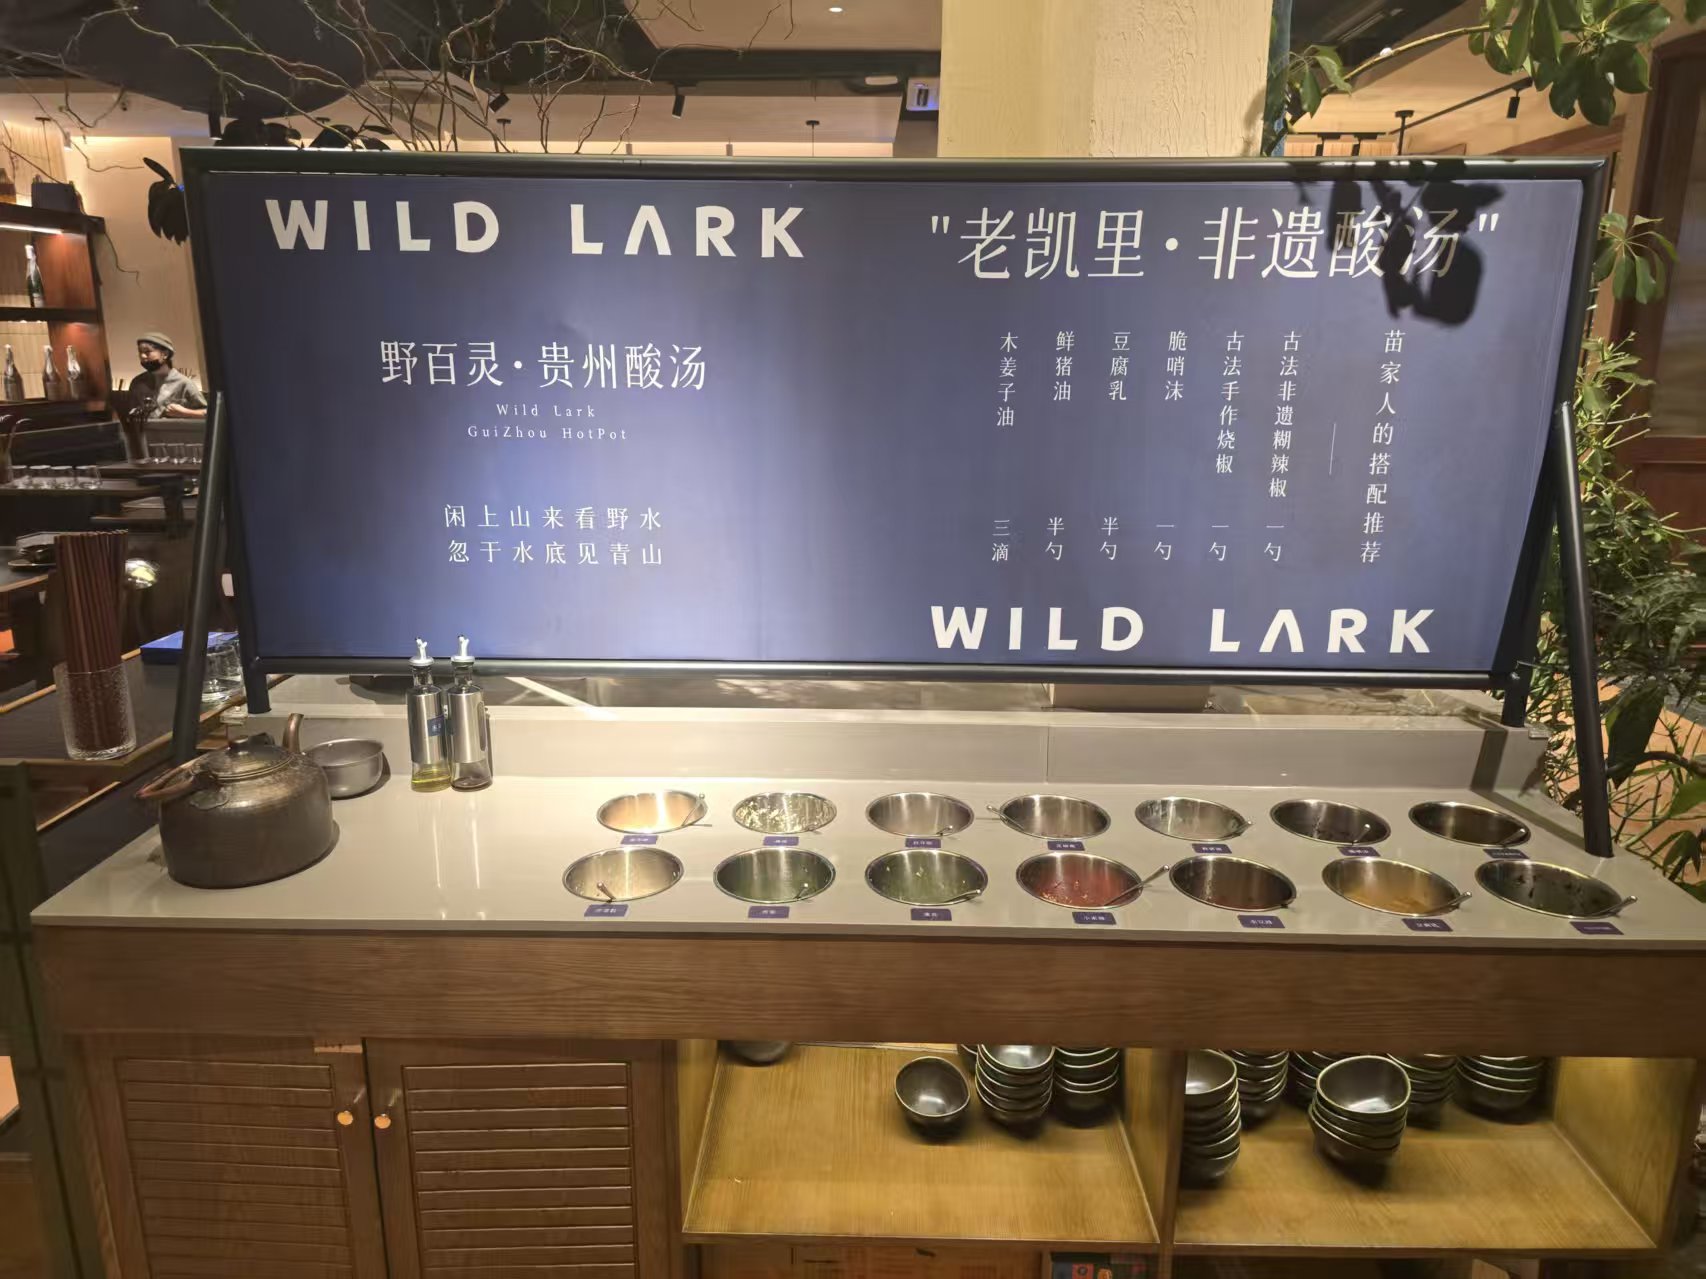 WILD LARK
野百灵·贵州酸汤
Wild Lark
GuiZhou HotPot
闲上山来看野水
忽于水底见青山
"老凯里·非遗酸汤"
苗家人的搭配推荐
古法非遗糊辣椒 一勺
古法手作烧椒 一勺
脆哨沫 一勺
豆腐乳 半勺
鲜猪油 半勺
木姜子油 三滴
WILD LARK
小米辣